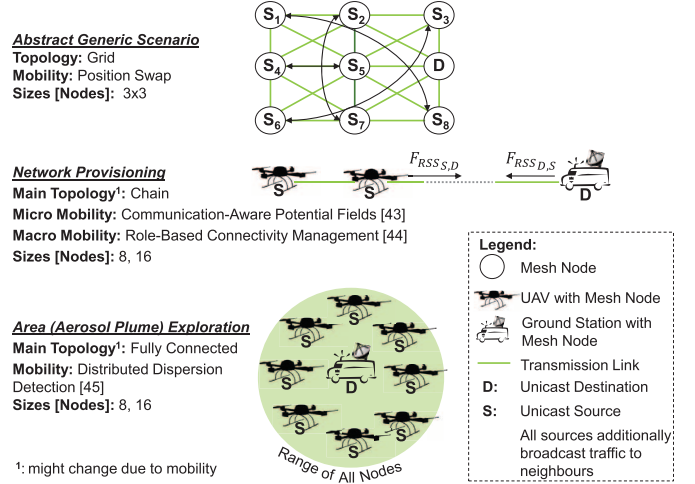 Abstract Generic Scenario
Topology: Grid
Mobility: Position Swap
Sizes [Nodes]: 3x3
S1 S2 S3
S4 S5 D
S6 S7 S8
Network Provisioning
Main Topology1: Chain
Micro Mobility: Communication-Aware Potential Fields [43]
Macro Mobility: Role-Based Connectivity Management [44]
Sizes [Nodes]: 8, 16
FRSS S,D FRSS D,S
S S D
Area (Aerosol Plume) Exploration
Main Topology1: Fully Connected
Mobility: Distributed Dispersion
Detection [45]
Sizes [Nodes]: 8, 16
1: might change due to mobility
S
S S
S D S
S S
S
Range of All Nodes
Legend:
Mesh Node
UAV with Mesh Node
Ground Station with
Mesh Node
Transmission Link
D: Unicast Destination
S: Unicast Source
All sources additionally
broadcast traffic to
neighbours